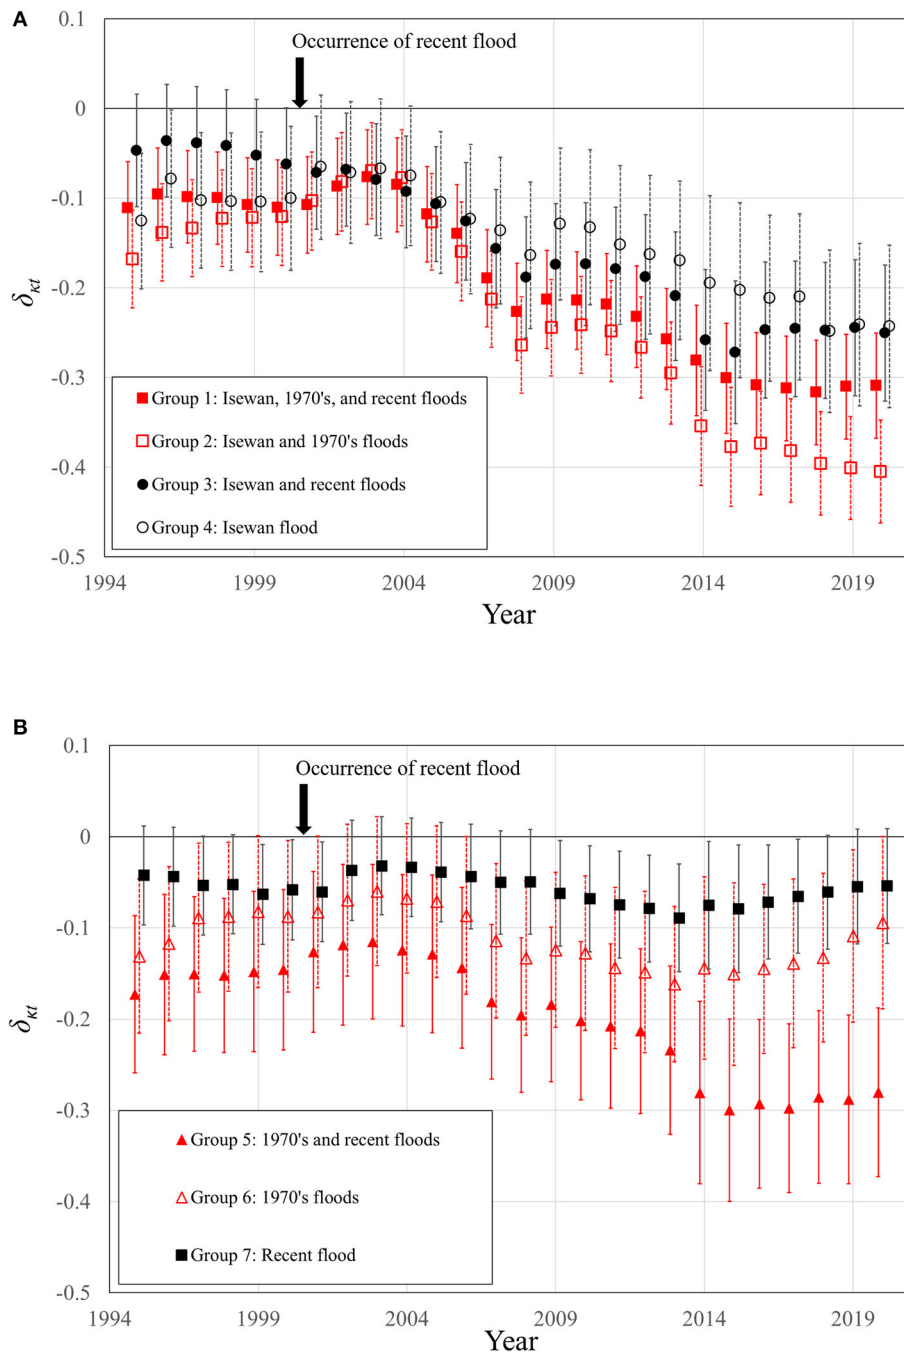 A
0.1
Occurrence of recent flood
0
-0.1
-0.2
δκt
-0.3
Group 1: Isewan, 1970's, and recent floods
Group 2: Isewan and 1970's floods
-0.4
Group 3: Isewan and recent floods
Group 4: Isewan flood
-0.5
1994 1999 2004 2009 2014 2019
Year
B
0.1
Occurrence of recent flood
0
-0.1
-0.2
δκt
-0.3
Group 5: 1970's and recent floods
-0.4
Group 6: 1970's floods
Group 7: Recent flood
-0.5
1994 1999 2004 2009 2014 2019
Year